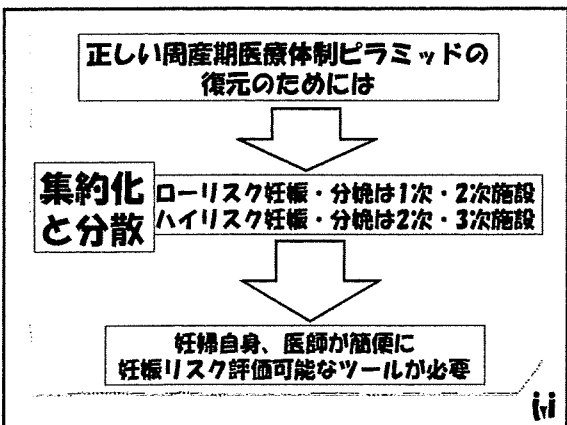 正しい周産期医療体制ピラミッドの
復元のためには
集約化
と分散
ローリスク妊娠・分娩は1次・2次施設
ハイリスク妊娠・分娩は2次・3次施設
妊婦自身、医師が簡便に
妊娠リスク評価可能なツールが必要